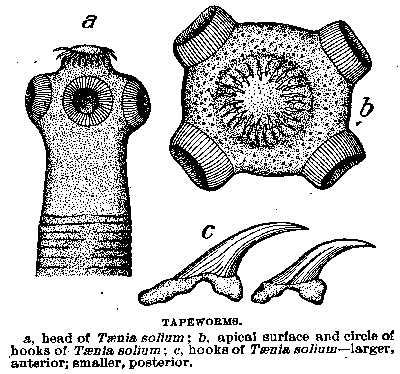 a
b
c
TAPEWORMS.
a, head of Tænia solium; b, apical surface and circle of
hooks of Tænia solium; c, hooks of Tænia solium—larger,
anterior; smaller, posterior.